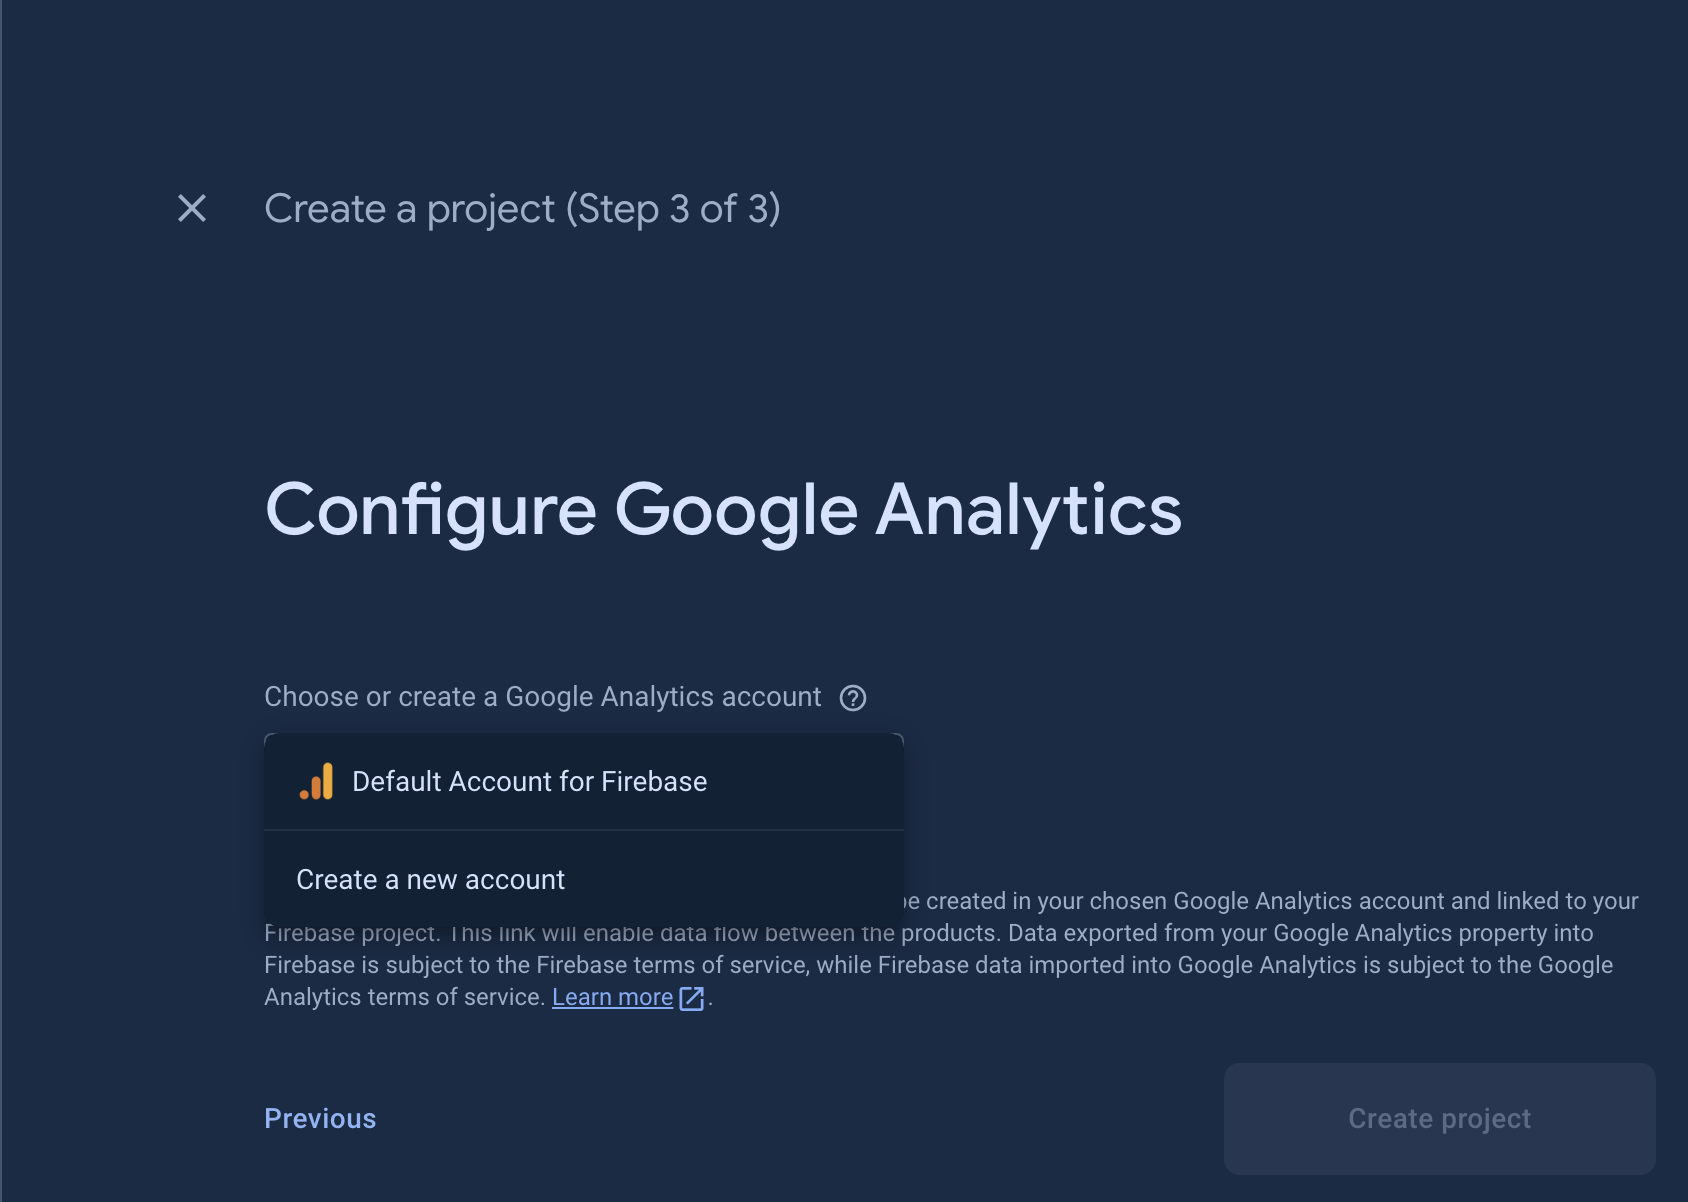 Create a project (Step 3 of 3)
Configure Google Analytics
Choose or create a Google Analytics account
Default Account for Firebase
Create a new account
be created in your chosen Google Analytics account and linked to your
Firebase project. This link will enable data flow between the products. Data exported from your Google Analytics property into
Firebase is subject to the Firebase terms of service, while Firebase data imported into Google Analytics is subject to the Google
Analytics terms of service. Learn more.
Previous
Create project